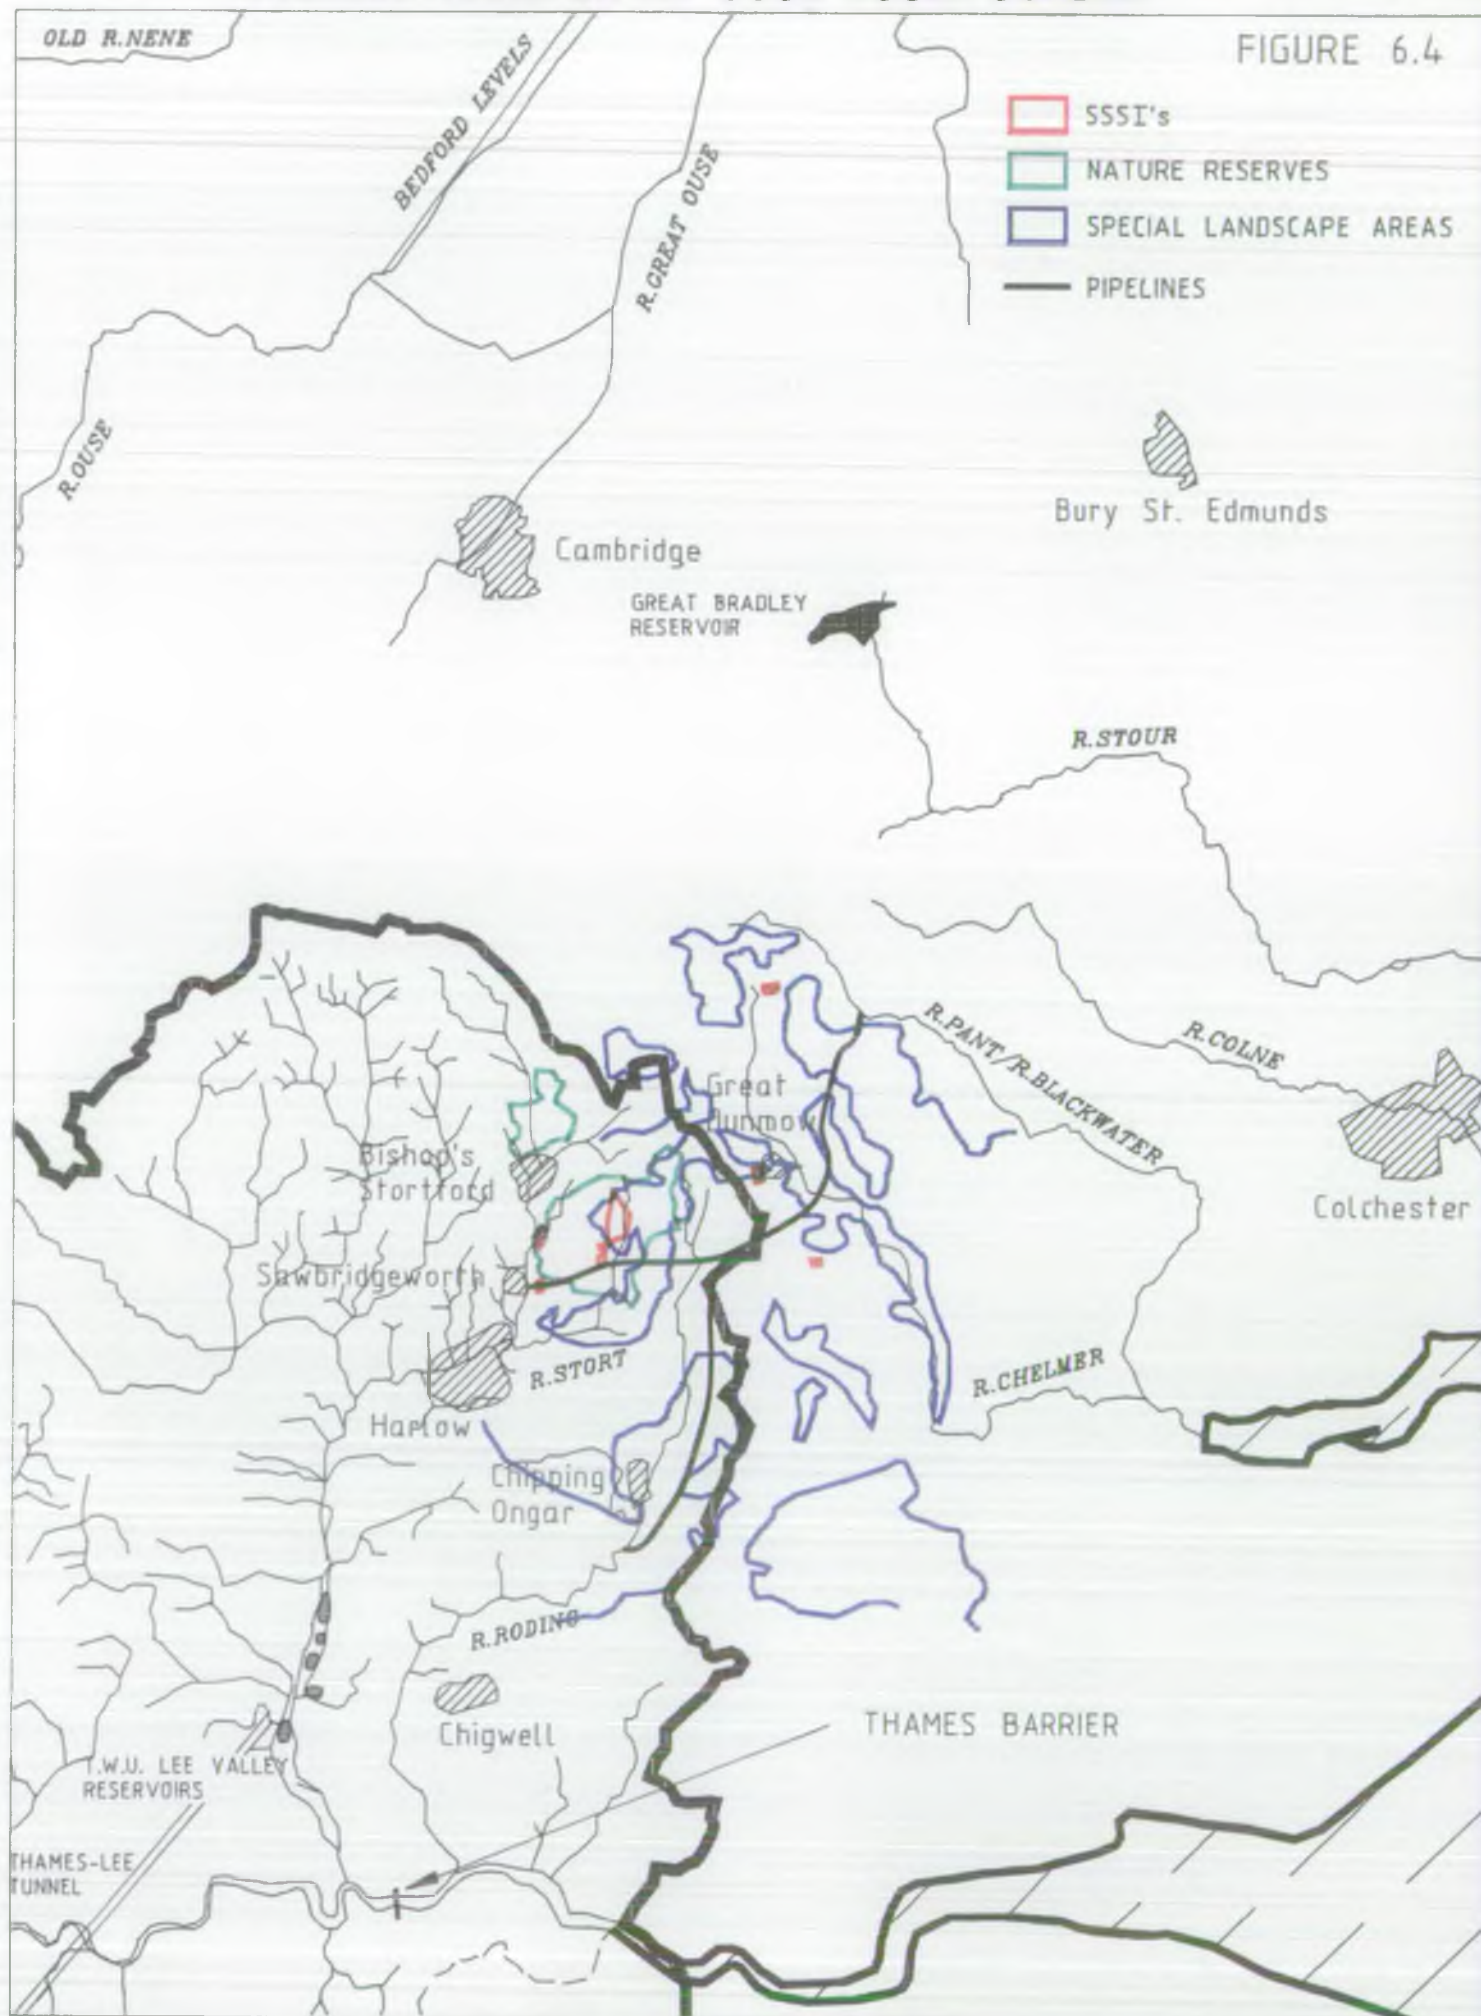 OLD R.NENE
FIGURE 6.4
BEDFORD LEVELS
SSSI's
NATURE RESERVES
SPECIAL LANDSCAPE AREAS
PIPELINES
R.GREAT OUSE
R.OUSE
Bury St. Edmunds
Cambridge
GREAT BRADLEY
RESERVOIR
R.STOUR
R.PANT/R.BLACKWATER
R.COLNE
Great
Dunmow
Bishop's
Stortford
Colchester
Sawbridgeworth
R.STORT
R.CHELMER
Harlow
Chipping
Ongar
R.RODING
Chigwell
THAMES BARRIER
T.W.U. LEE VALLEY
RESERVOIRS
THAMES-LEE
TUNNEL